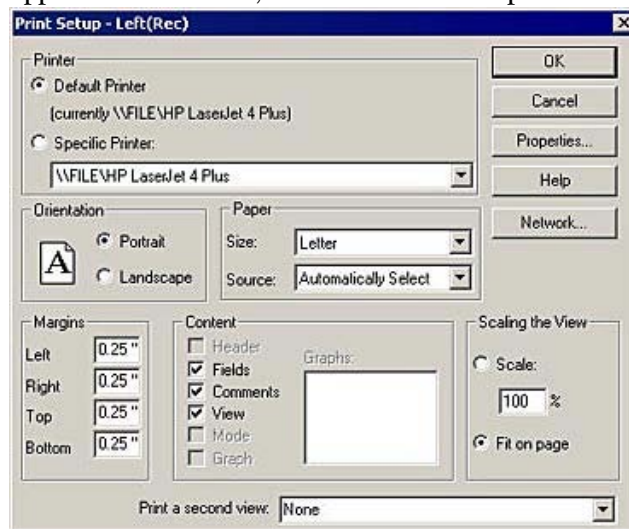 Print Setup - Left(Rec)
Printer
Default Printer
(currently \\FILE\HP LaserJet 4 Plus)
Specific Printer:
\\FILE\HP LaserJet 4 Plus
OK
Cancel
Properties...
Help
Network...
Orientation
A
Portrait
Landscape
Paper
Size: Letter
Source: Automatically Select
Margins
Left 0.25 "
Right 0.25 "
Top 0.25 "
Bottom 0.25 "
Content
Header
Fields
Comments
View
Mode
Graph
Graphs:
Scaling the View
Scale:
100 %
Fit on page
Print a second view: None